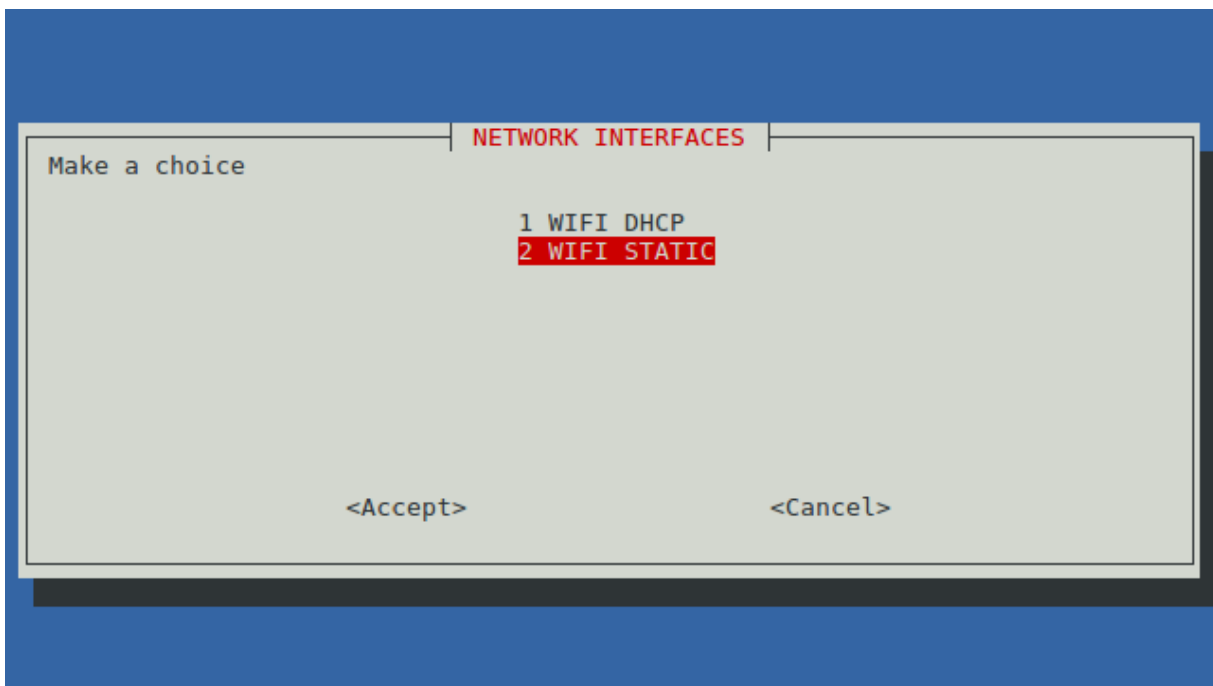 NETWORK INTERFACES
Make a choice
1 WIFI DHCP
2 WIFI STATIC
<Accept> <Cancel>